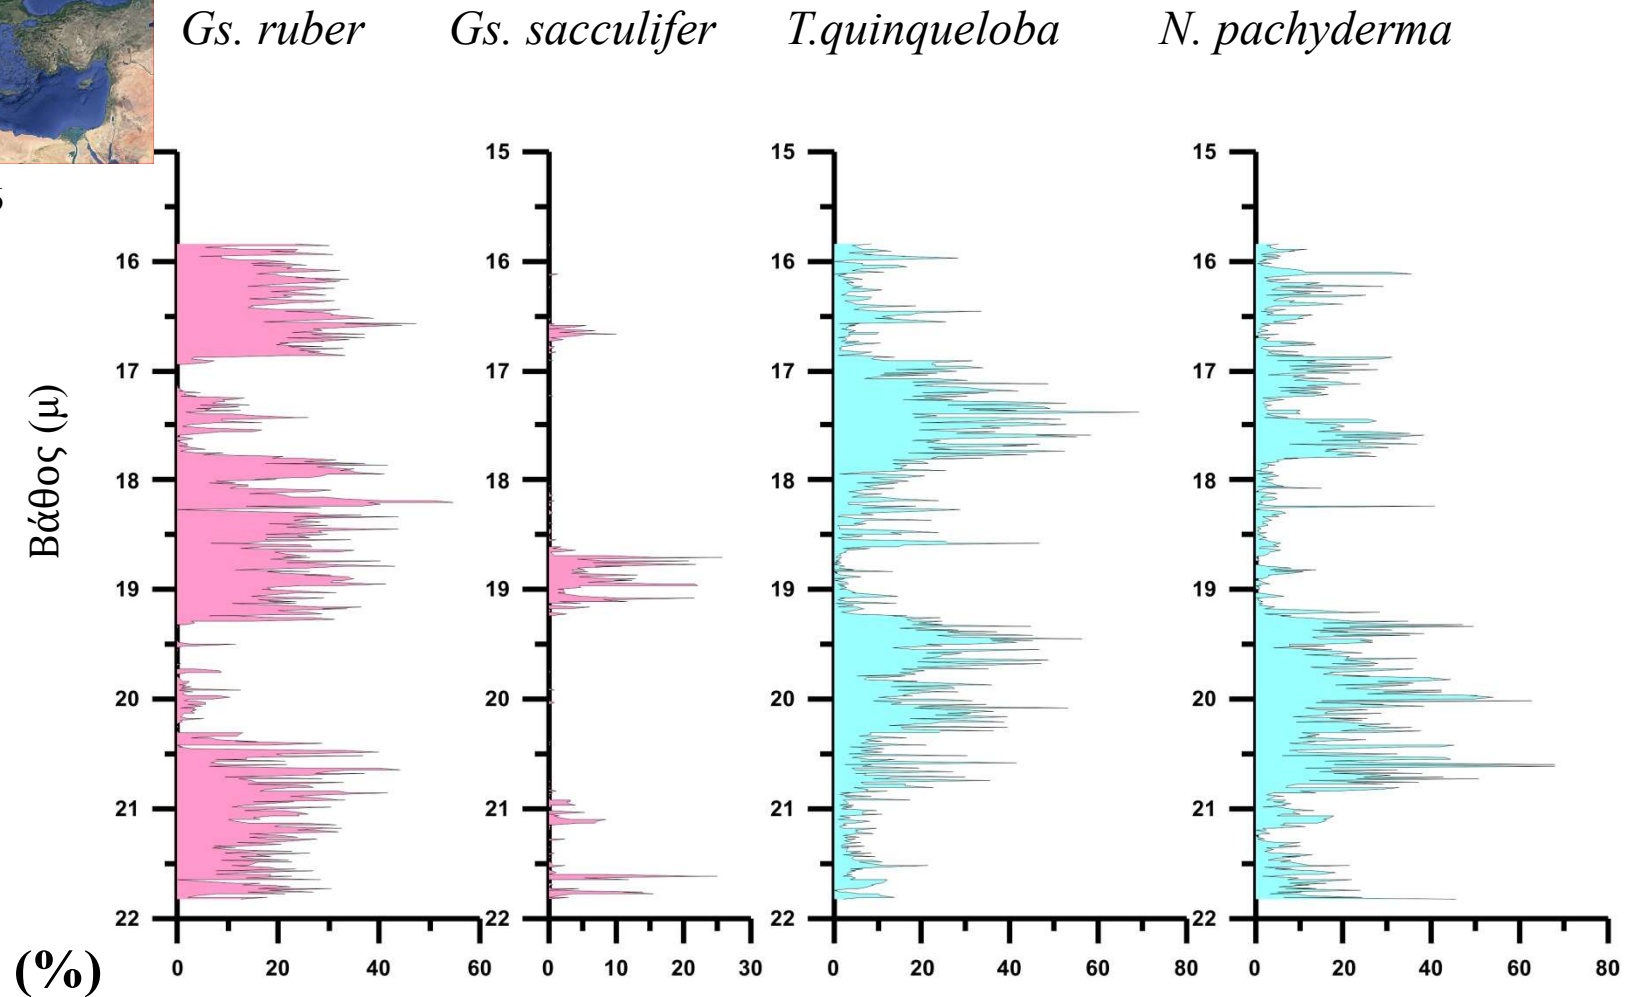 Gs. ruber Gs. sacculifer T.quinqueloba N. pachyderma
15 15 15
16 16 16 16
17 17 17 17
Βάθος (μ)
18 18 18 18
19 19 19 19
20 20 20 20
21 21 21 21
22 22 22 22
(%)
0 20 40 60 0 10 20 30 0 20 40 60 80 0 20 40 60 80